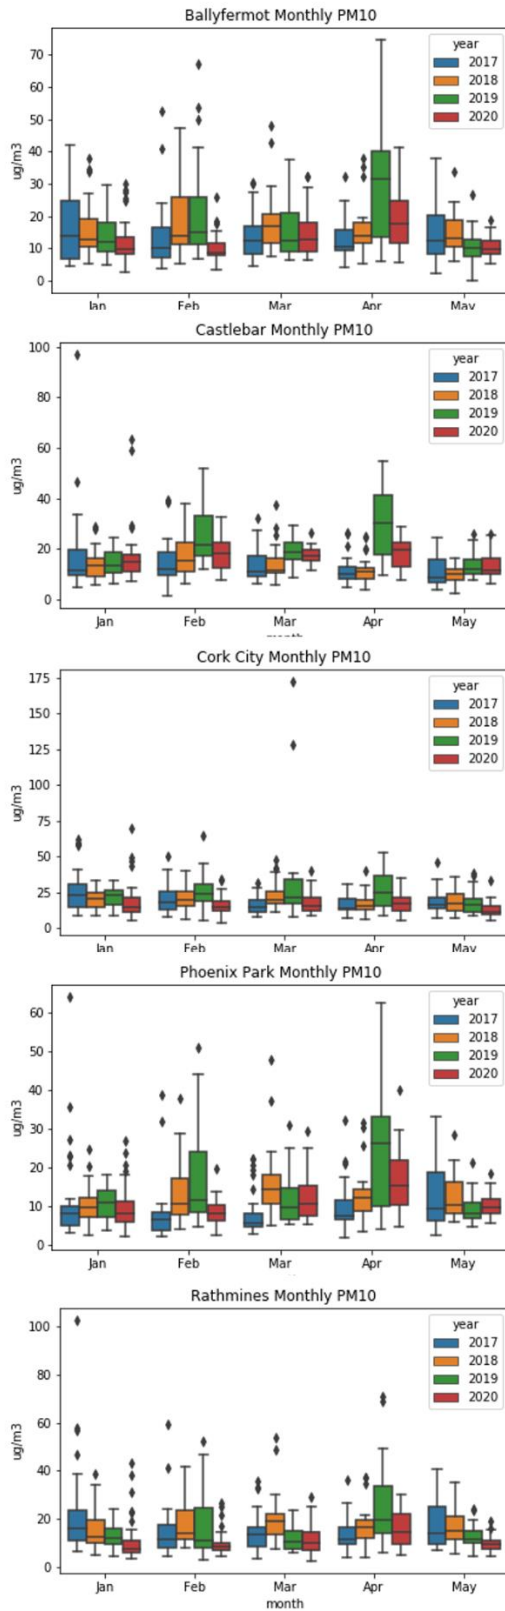 Ballyfermot Monthly PM10
year
2017
2018
2019
2020
70
60
50
40
30
20
10
0
ug/m3
Jan Feb Mar Apr May
Castlebar Monthly PM10
year
2017
2018
2019
2020
100
80
60
40
20
0
ug/m3
Jan Feb Mar Apr May
month
Cork City Monthly PM10
year
2017
2018
2019
2020
175
150
125
100
75
50
25
0
ug/m3
Jan Feb Mar Apr May
Phoenix Park Monthly PM10
year
2017
2018
2019
2020
60
50
40
30
20
10
0
ug/m3
Jan Feb Mar Apr May
Rathmines Monthly PM10
year
2017
2018
2019
2020
100
80
60
40
20
0
ug/m3
Jan Feb Mar Apr May
month